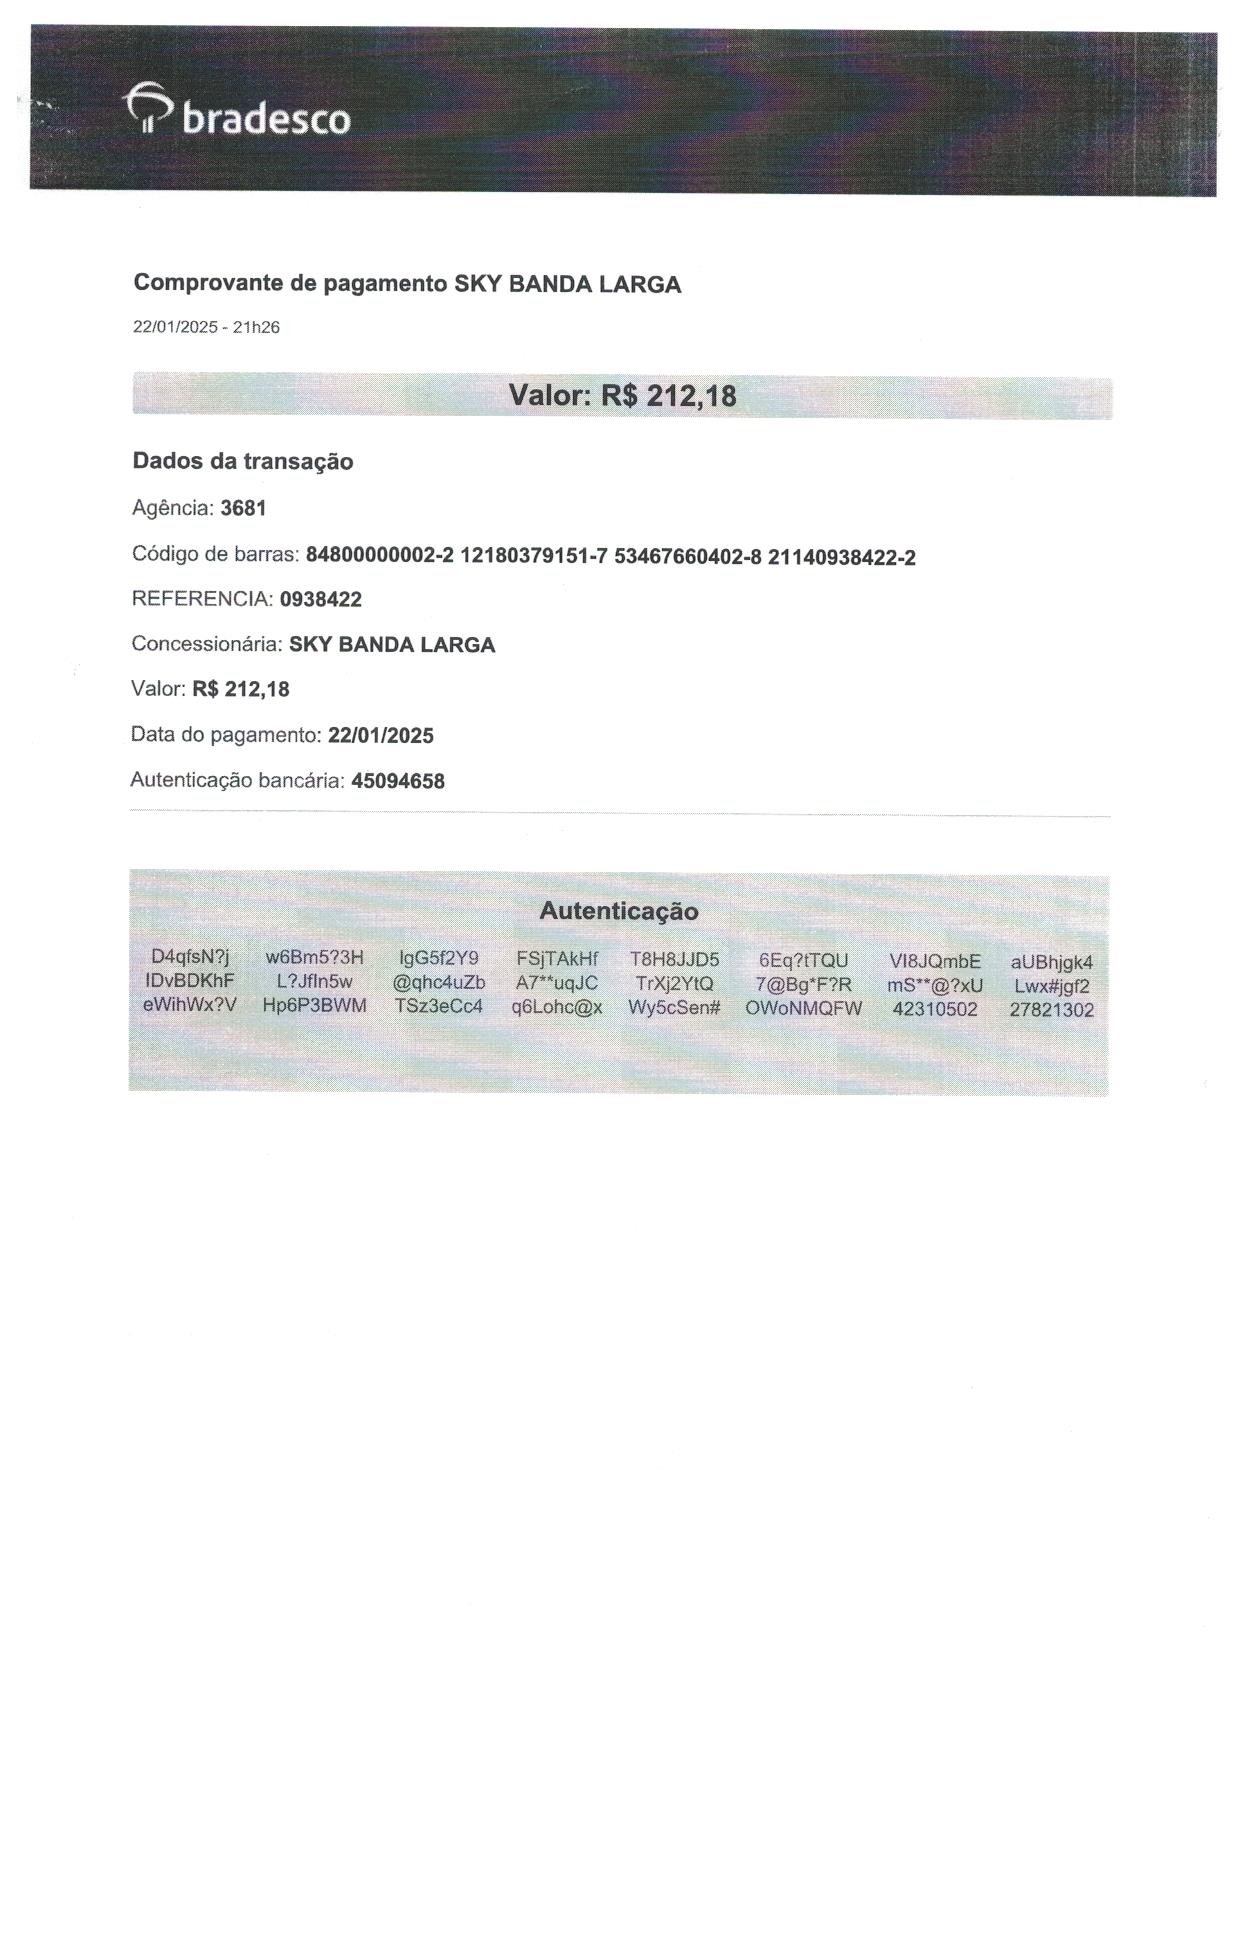 bradesco
Comprovante de pagamento SKY BANDA LARGA
22/01/2025 - 21h26
Valor: R$ 212,18
Dados da transação
Agência: 3681
Código de barras: 84800000002-2 12180379151-7 53467660402-8 21140938422-2
REFERENCIA: 0938422
Concessionária: SKY BANDA LARGA
Valor: R$ 212,18
Data do pagamento: 22/01/2025
Autenticação bancária: 45094658
Autenticação
D4qfsN?j w6Bm5?3H IgG5f2Y9 FSjTAkHf T8H8JJD5 6Eq?tTQU VI8JQmbE aUBhjgk4
IDvBDKhF L?JfIn5w @qhc4uZb A7**uqJC TrXj2YtQ 7@Bg*F?R mS**@?xU Lwx#jgf2
eWihWx?V Hp6P3BWM TSz3eCc4 q6Lohc@x Wy5cSen# OWoNMQFW 42310502 27821302